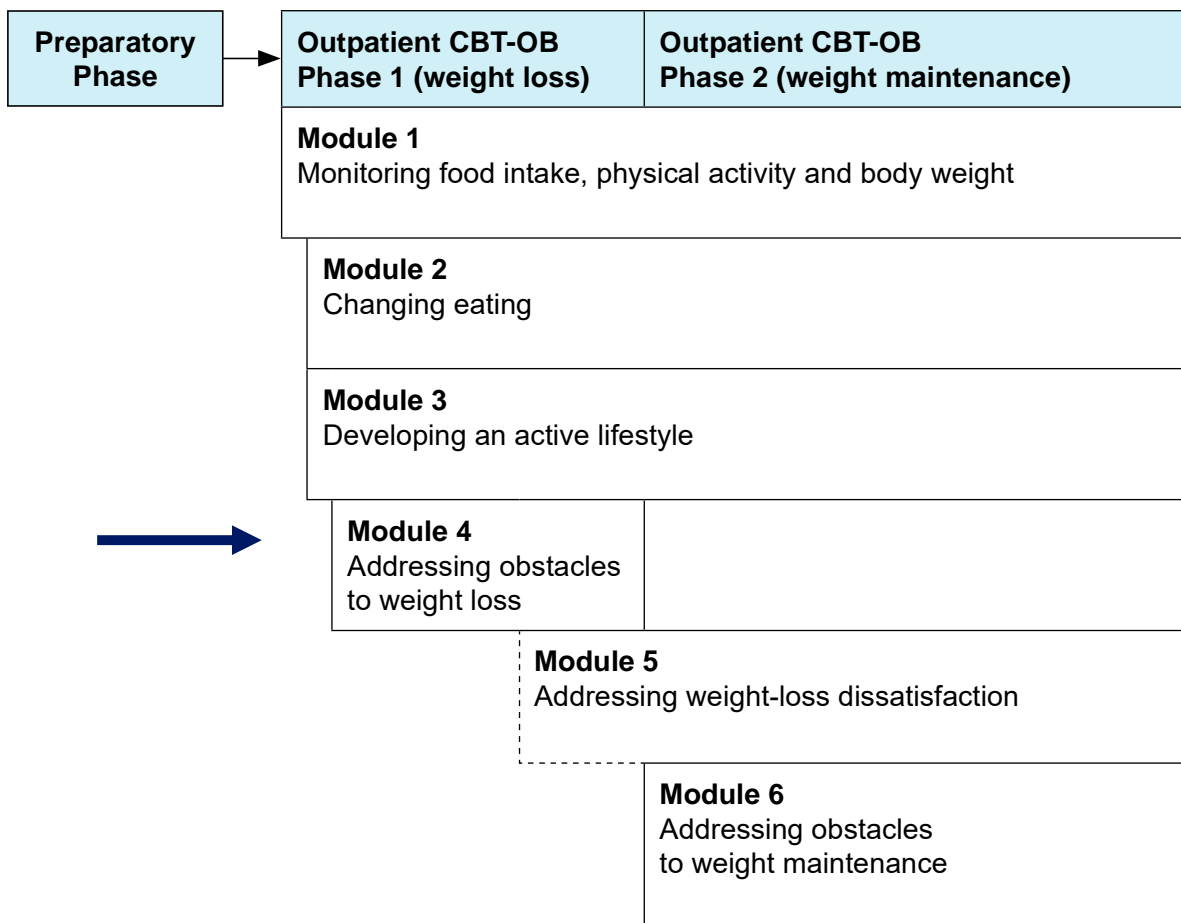 Preparatory
Phase
Outpatient CBT-OB
Phase 1 (weight loss)
Outpatient CBT-OB
Phase 2 (weight maintenance)
Module 1
Monitoring food intake, physical activity and body weight
Module 2
Changing eating
Module 3
Developing an active lifestyle
Module 4
Addressing obstacles
to weight loss
Module 5
Addressing weight-loss dissatisfaction
Module 6
Addressing obstacles
to weight maintenance